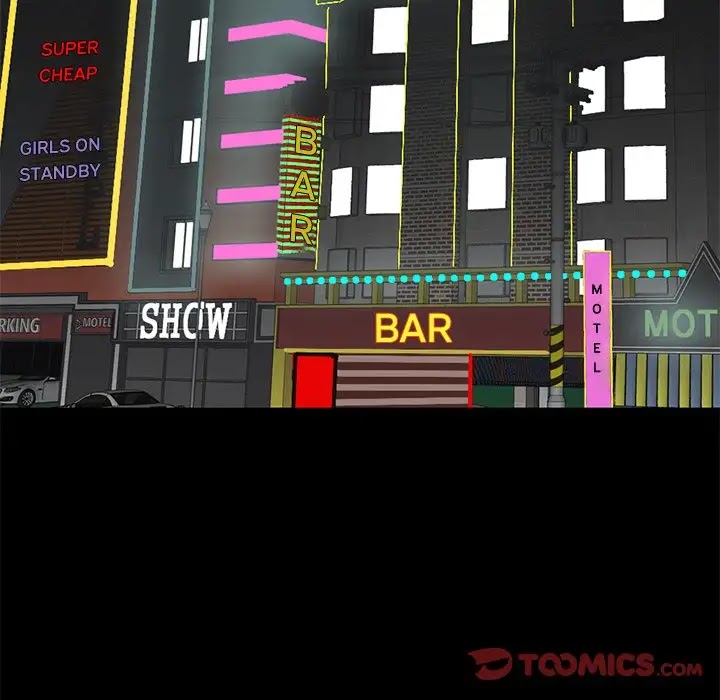 SUPER
CHEAP
GIRLS ON
STANDBY
BAR
RKING
MOTEL
SHOW
BAR
MOTEL
MOT
TOOMICS.COM